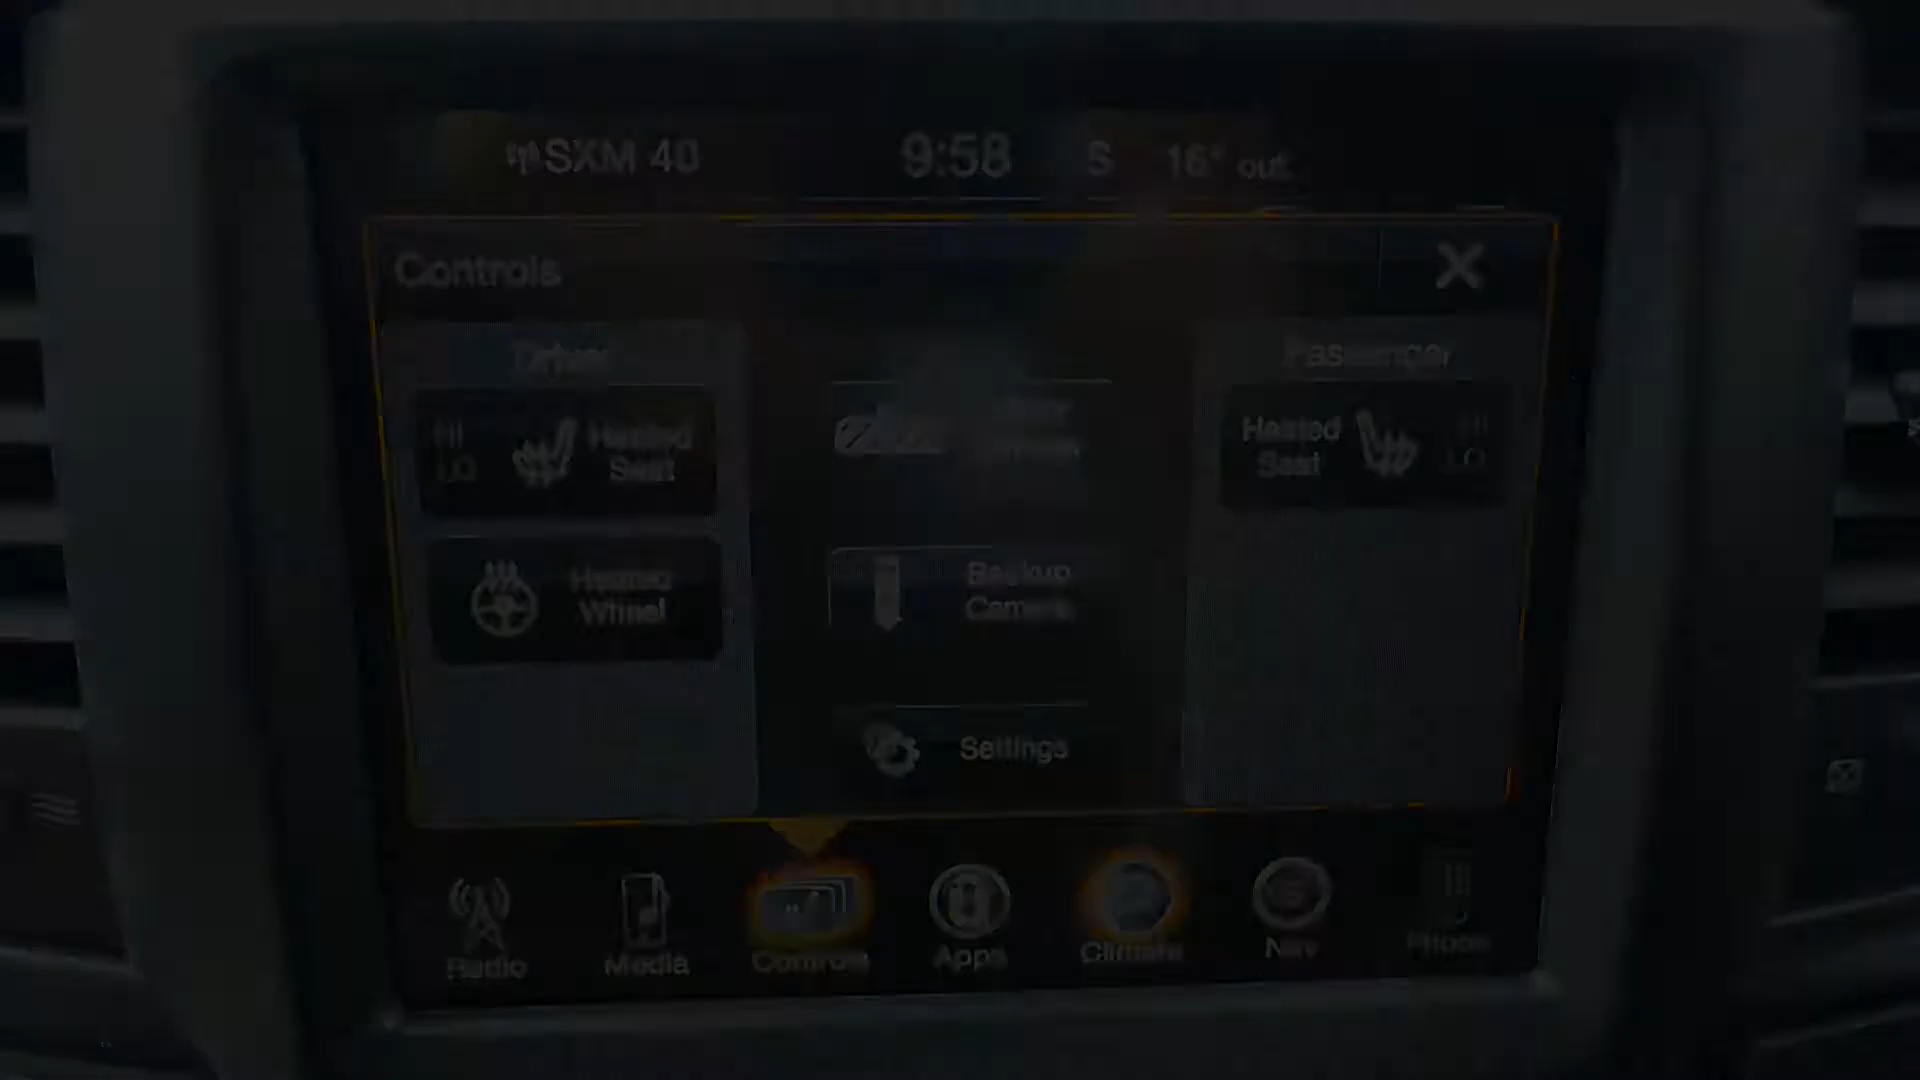 SXM 40 9:58 S 16° out
Controls
Driver
Passenger
HI
LO
Heated
Seat
Heated
Seat
HI
LO
Heated
Wheel
Backup
Camera
Settings
Radio Media Controls Apps Climate Nav Phone